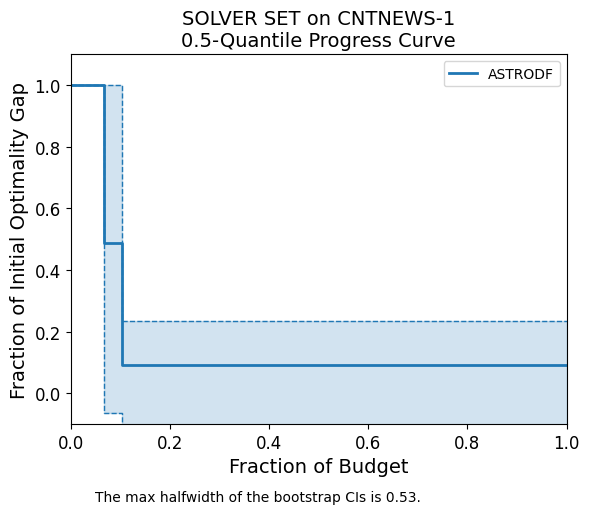 SOLVER SET on CNTNEWS-1
0.5-Quantile Progress Curve
ASTRODF
Fraction of Initial Optimality Gap
1.0
0.8
0.6
0.4
0.2
0.0
0.0 0.2 0.4 0.6 0.8 1.0
Fraction of Budget
The max halfwidth of the bootstrap CIs is 0.53.